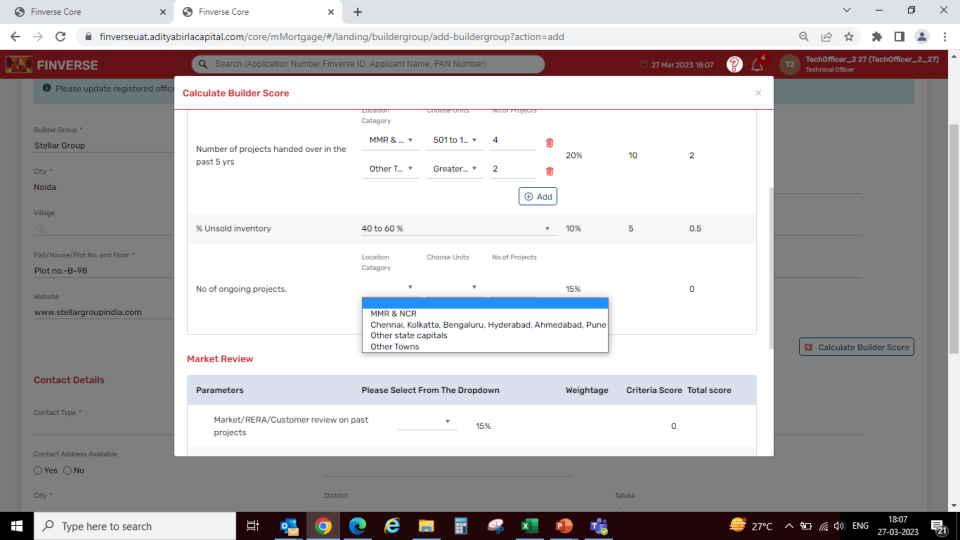 Finverse Core
Finverse Core
finverseuat.adityabirlacapital.com/core/mMortgage/#/landing/buildergroup/add-buildergroup?action=add
FINVERSE
Search (Application Number,Finverse ID, Applicant Name, PAN Number)
27 Mar 2023 18:07
?
4
T2
TechOfficer_2 27 (TechOfficer_2_27)
Technical Officer
Please update registered office
Builder Group *
Stellar Group
City *
Noida
Village
Flat/House/Plot No. and Floor *
Plot no.-B-98
Website
www.stellargroupindia.com
Calculate Builder Score
×
Location Category
Choose Units
No.of Projects
Number of projects handed over in the past 5 yrs
MMR & ...
501 to 1...
4
Other T...
Greater...
2
20%
10
2
Add
% Unsold inventory
40 to 60 %
10%
5
0.5
Location Category
Choose Units
No.of Projects
No of ongoing projects.
15%
0
MMR & NCR
Chennai, Kolkatta, Bengaluru, Hyderabad, Ahmedabad, Pune
Other state capitals
Other Towns
Calculate Builder Score
Market Review
Parameters
Please Select From The Dropdown
Weightage
Criteria Score
Total score
Market/RERA/Customer review on past projects
15%
0
Contact Details
Contact Type *
Contact Address Available
Yes
No
City *
District
Taluka
Type here to search
27°C
ENG
18:07
27-03-2023
21